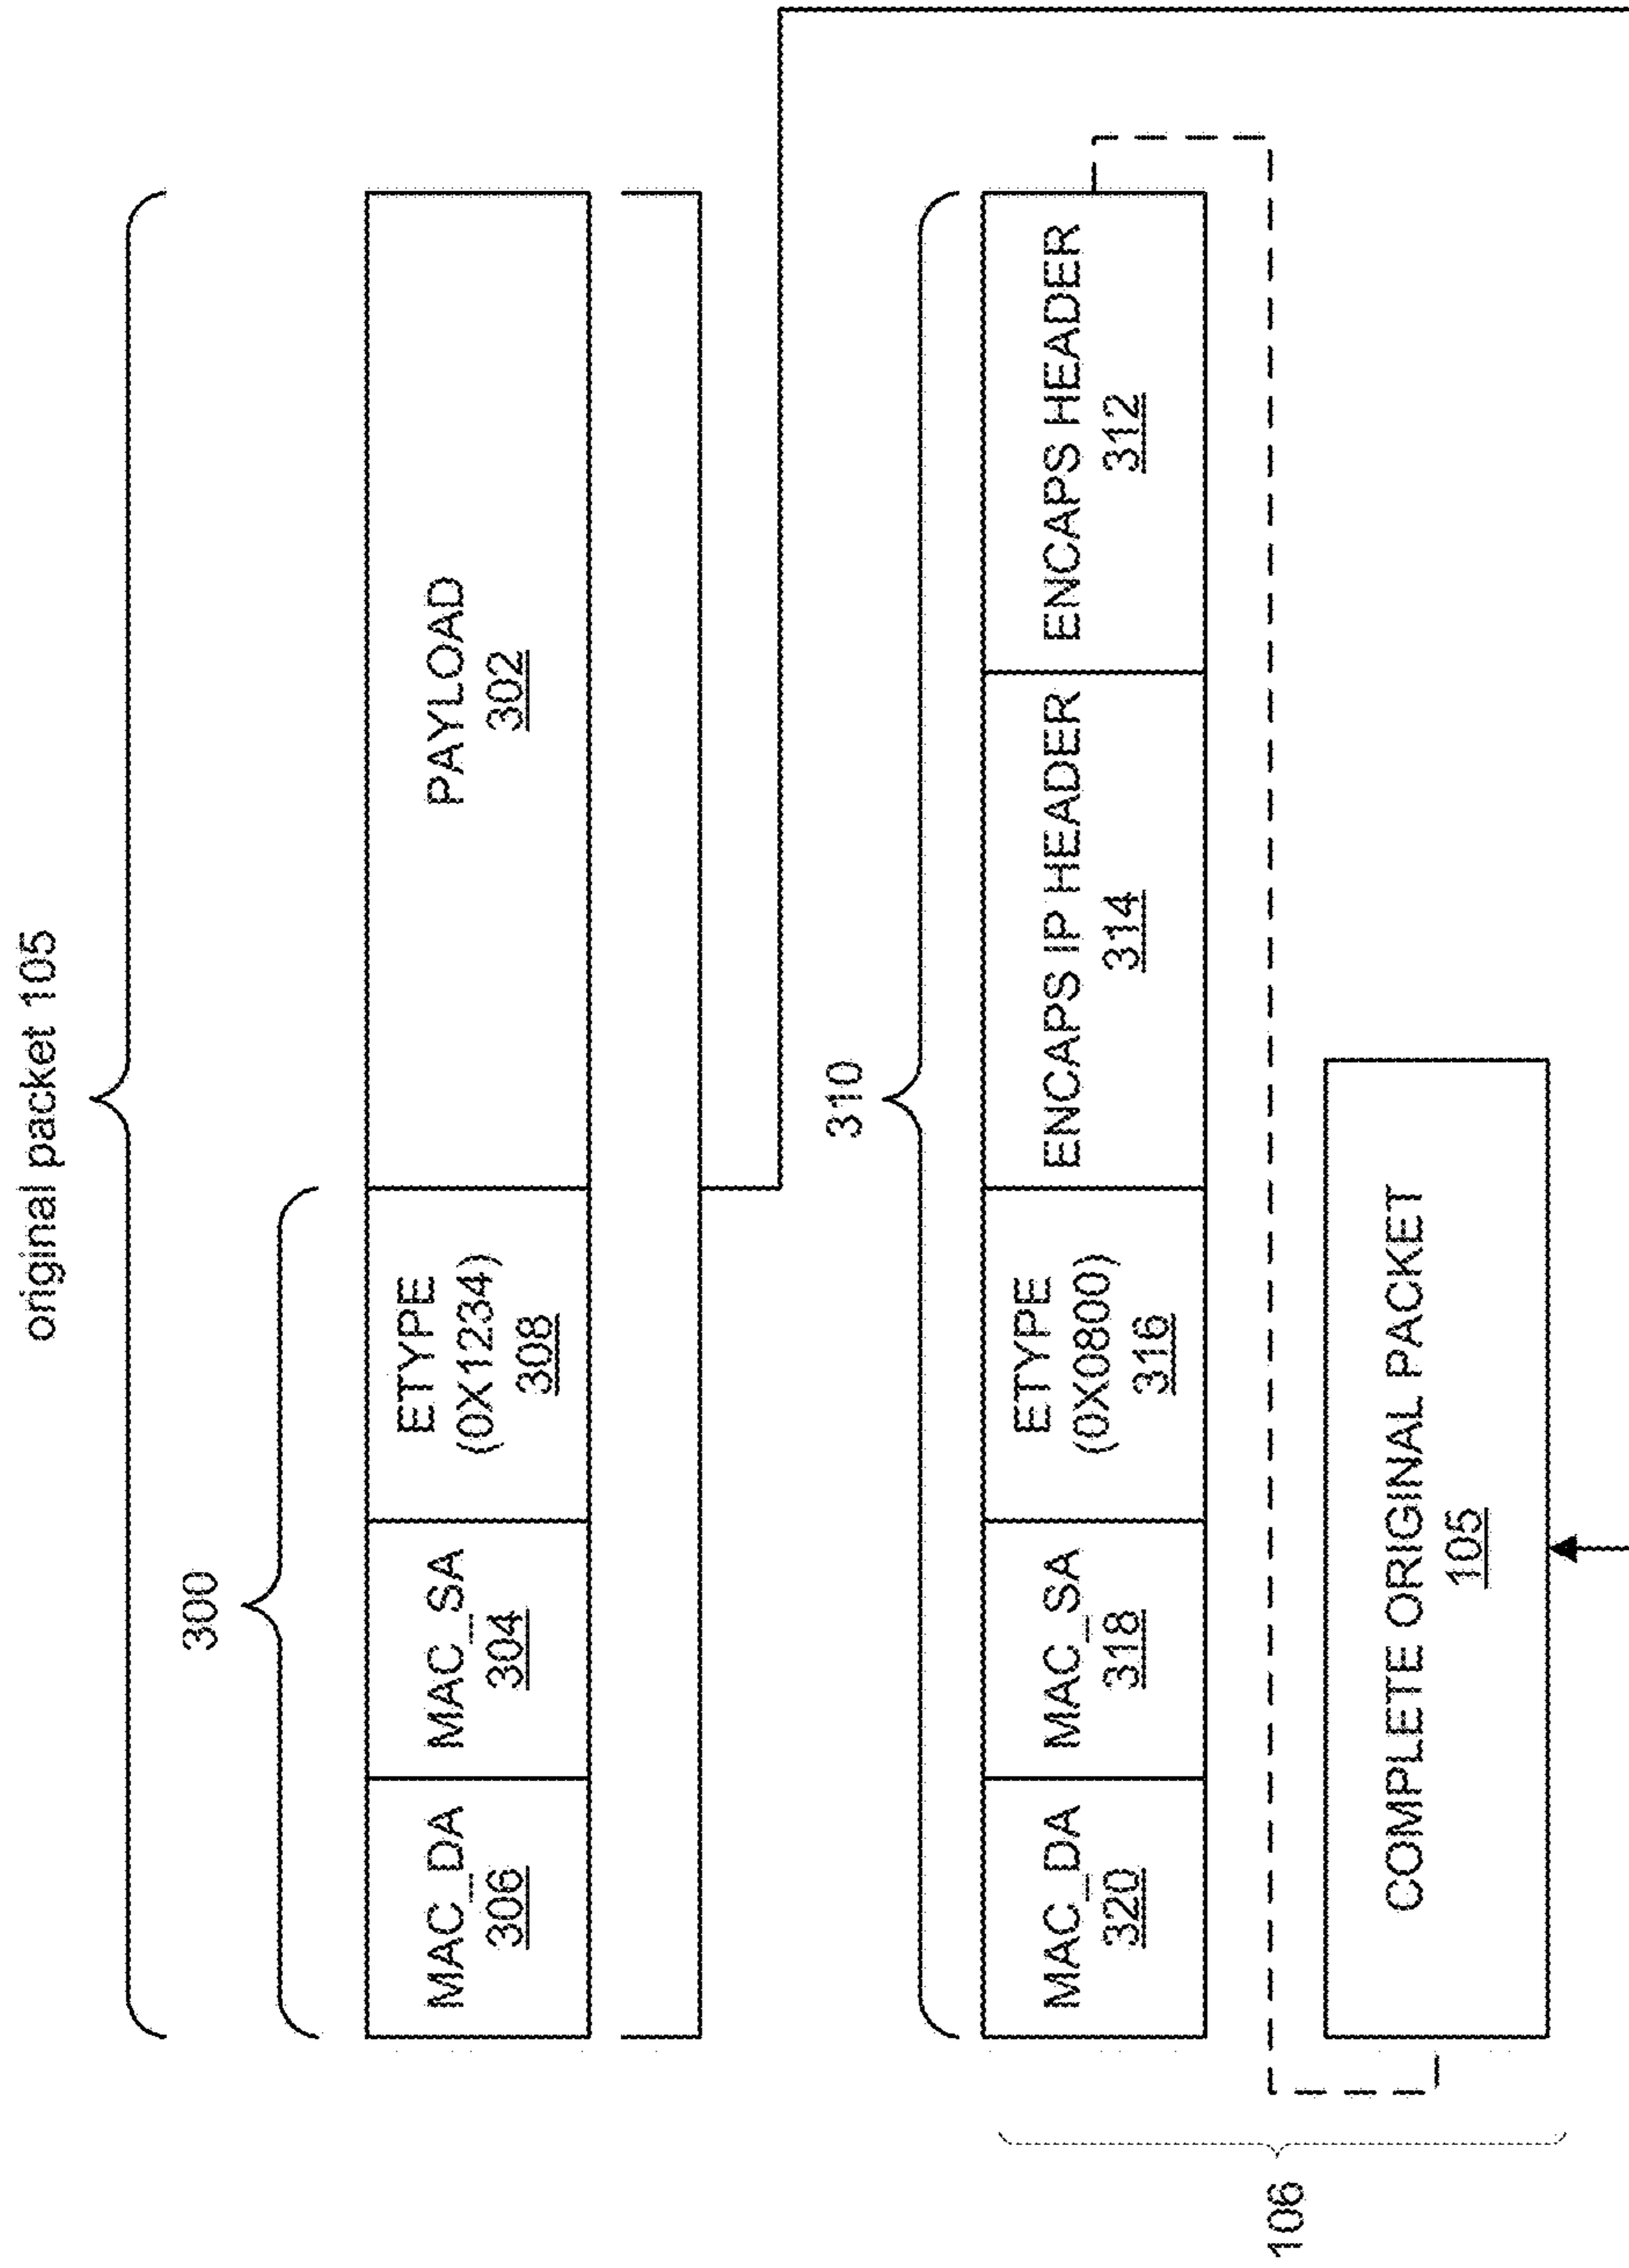 original packet 105
300
MAC_DA
306
MAC_SA
304
ETYPE
(0X1234)
308
PAYLOAD
302
310
MAC_DA
320
MAC_SA
318
ETYPE
(0X0800)
316
ENCAPS IP HEADER
314
ENCAPS HEADER
312
106
COMPLETE ORIGINAL PACKET
105